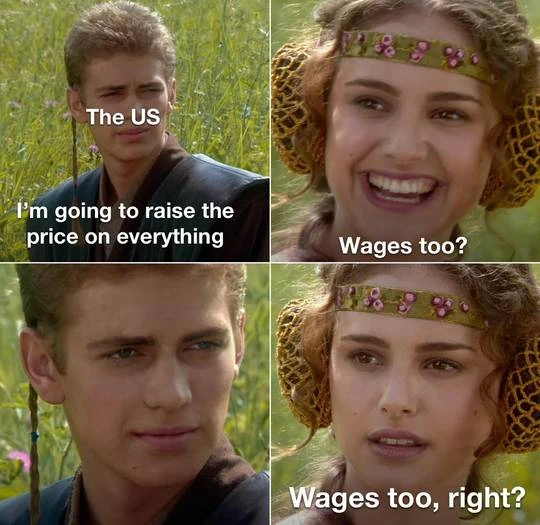 The US
I'm going to raise the
price on everything
Wages too?
Wages too, right?